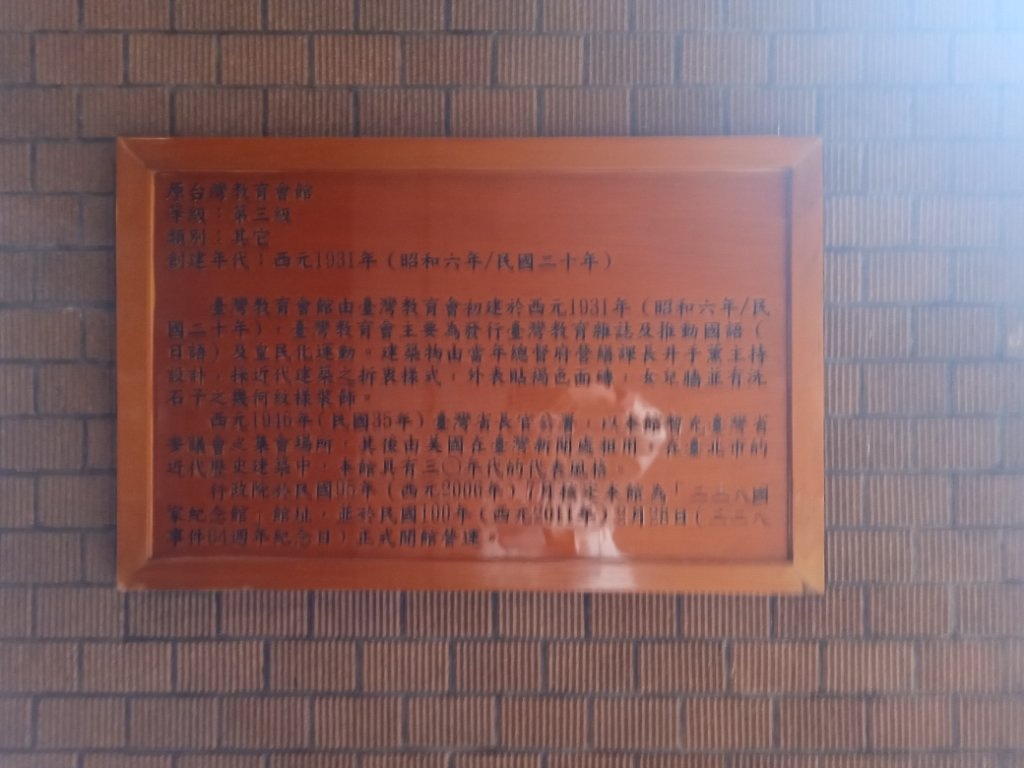 原台灣教育會館
等級：第三級
類別：其它
創建年代：西元1931年（昭和六年/民國二十年）
臺灣教育會館由臺灣教育會初建於西元1931年（昭和六年/民
國二十年），臺灣教育會主要為發行臺灣教育雜誌及推動國語（
日語）及皇民化運動。建築物由當年總督府營繕課長井手薰主持
設計，採近代建築之折衷樣式，外表貼褐色面磚，女兒牆並有洗
石子之幾何紋樣裝飾。
西元1946年（民國35年）臺灣省長官公署，以本館暫充臺灣省
參議會之集會場所，其後由美國在臺灣新聞處租用，在臺北市的
近代歷史建築中，本館具有三〇年代的代表風格。
行政院於民國95年（西元2006年）7月核定本館為「二二八國
家紀念館」館址，並於民國100年（西元2011年）2月28日（二二八
事件64週年紀念日）正式開館營運。